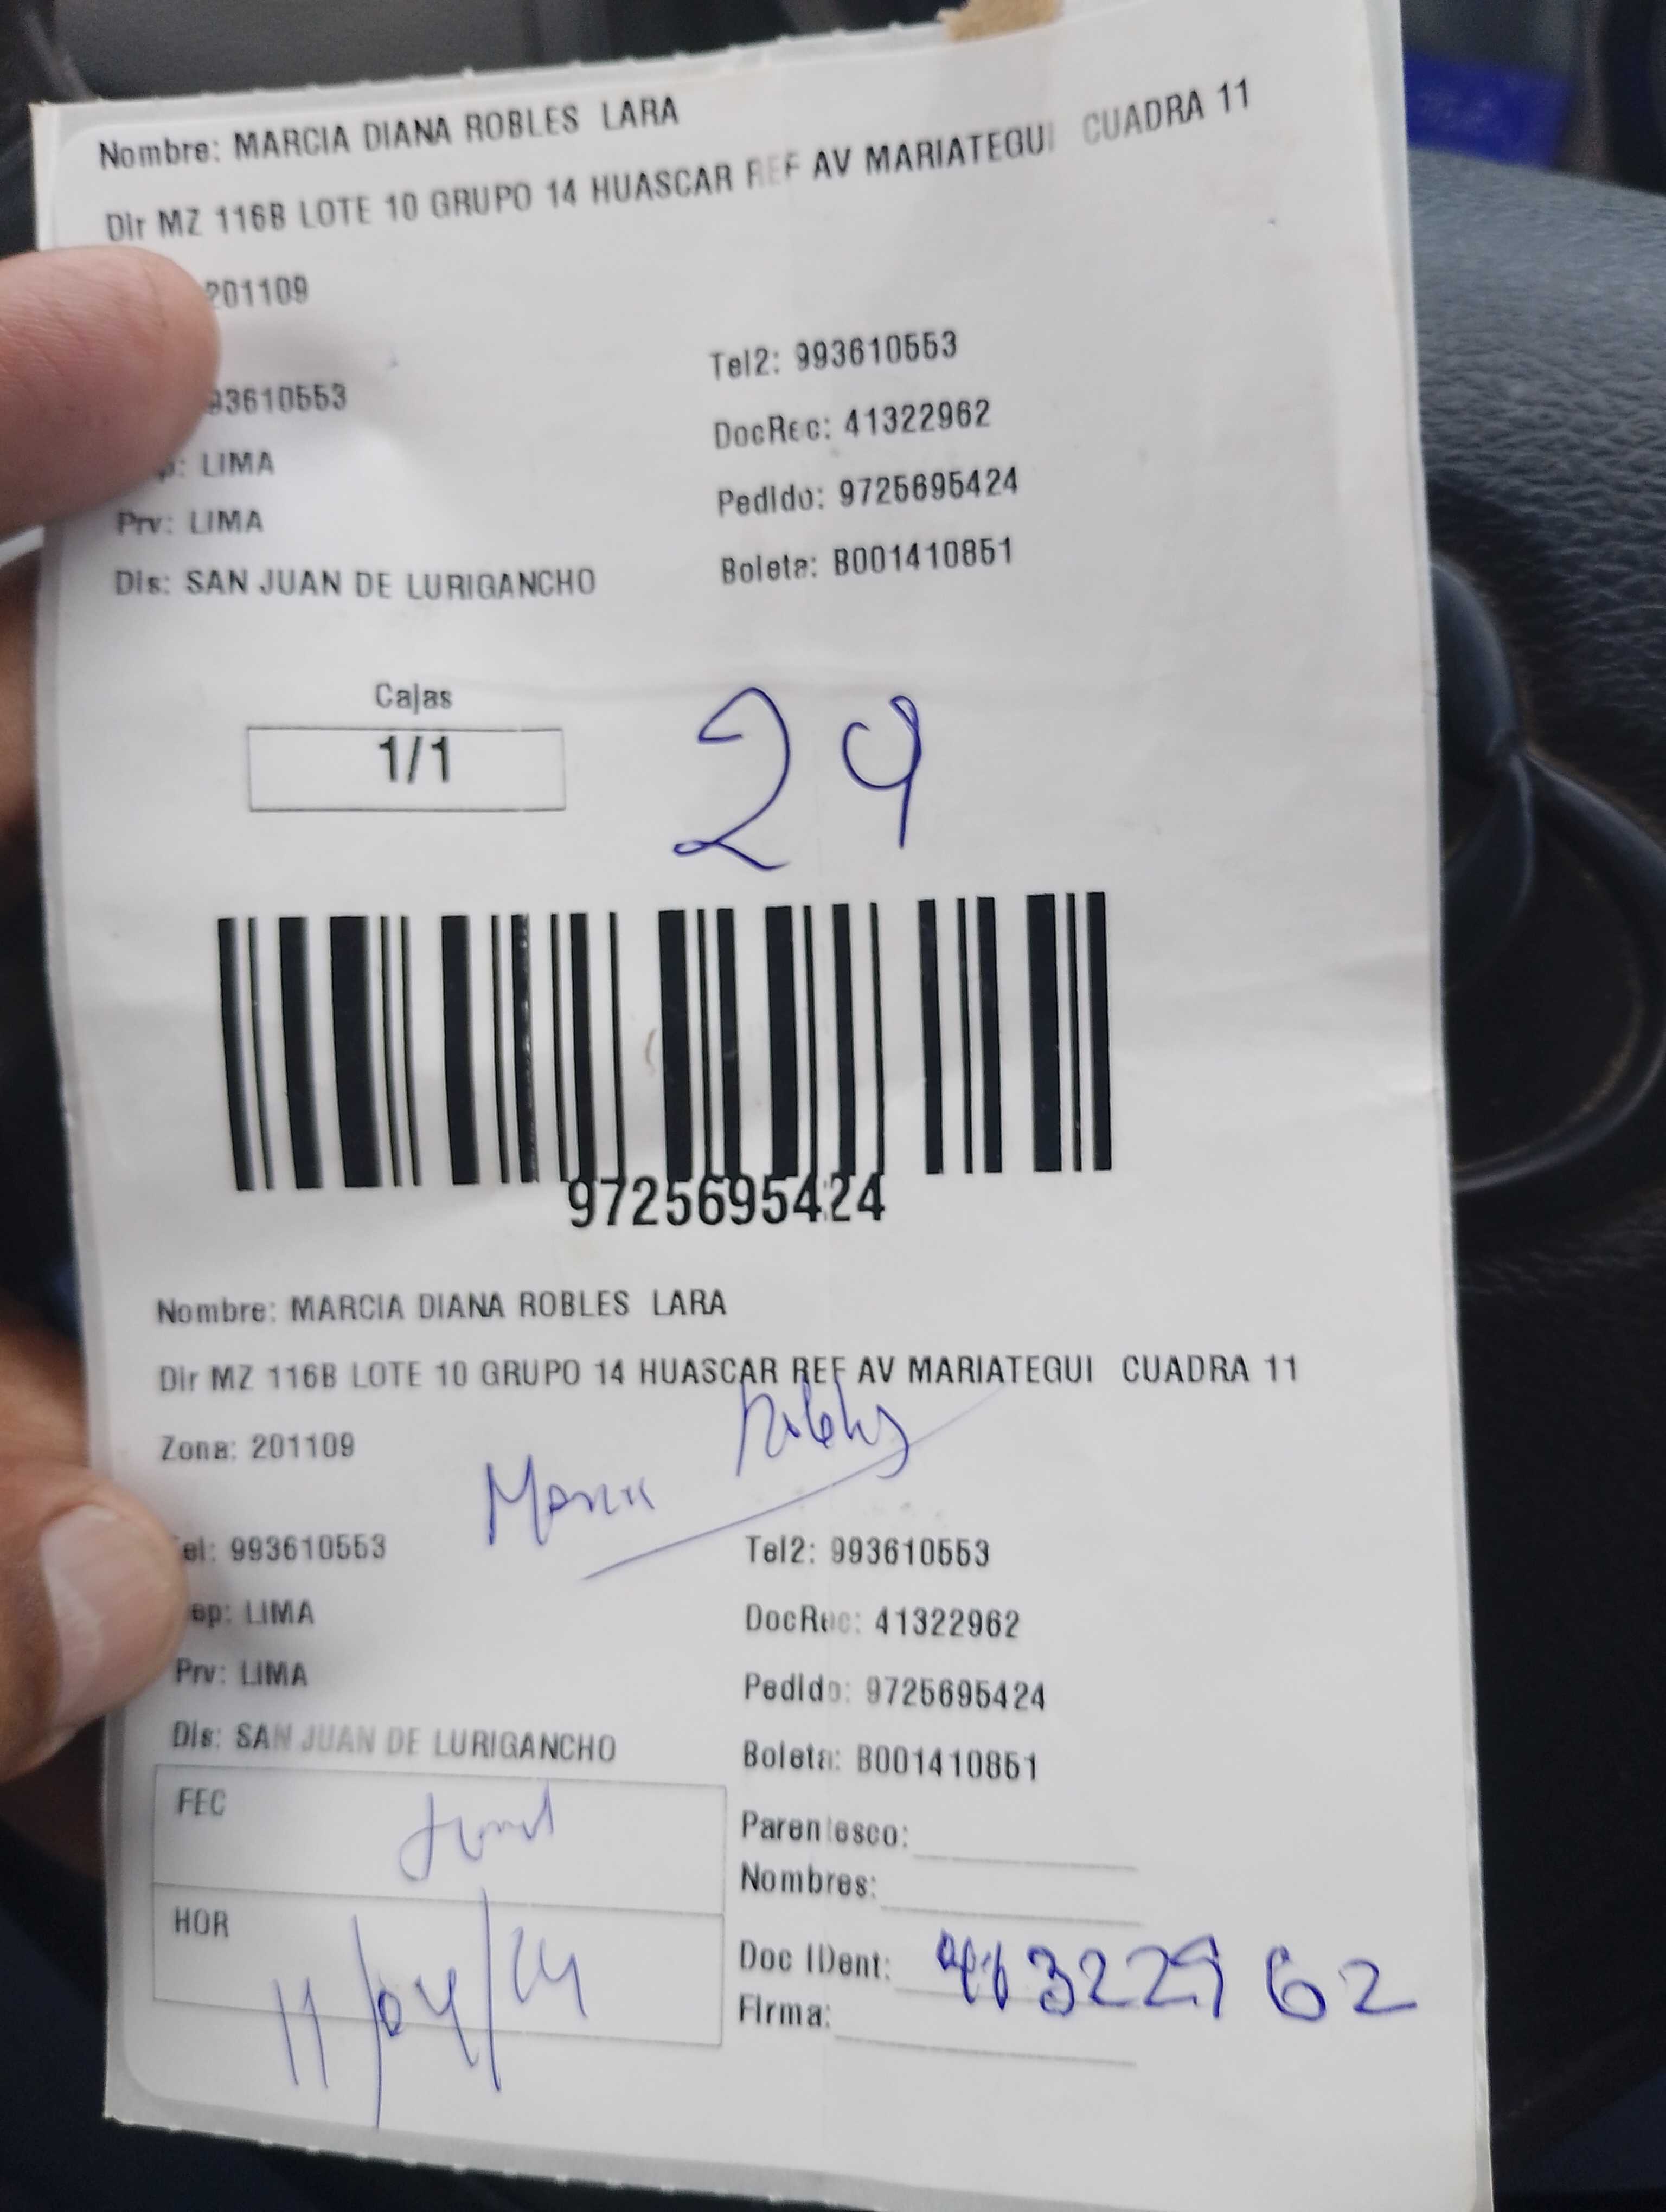 Nombre: MARCIA DIANA ROBLES LARA
Dir MZ 116B LOTE 10 GRUPO 14 HUASCAR REF AV MARIATEGUI CUADRA 11
201109
93610553 Tel2: 993610553
DocRec: 41322962
p: LIMA
Pedido: 9725695424
Prv: LIMA
Boleta: B001410851
Dis: SAN JUAN DE LURIGANCHO
Cajas
1/1
29
9725695424
Nombre: MARCIA DIANA ROBLES LARA
Dir MZ 116B LOTE 10 GRUPO 14 HUASCAR REF AV MARIATEGUI CUADRA 11
Zona: 201109
Marcia Robles
el: 993610553 Tel2: 993610553
ep: LIMA DocRec: 41322962
Prv: LIMA Pedido: 9725695424
Dis: SAN JUAN DE LURIGANCHO Boleta: B001410851
FEC
Parentesco:
Nombres:
HOR
11/04/24
Doc IDent: 41322962
Firma: